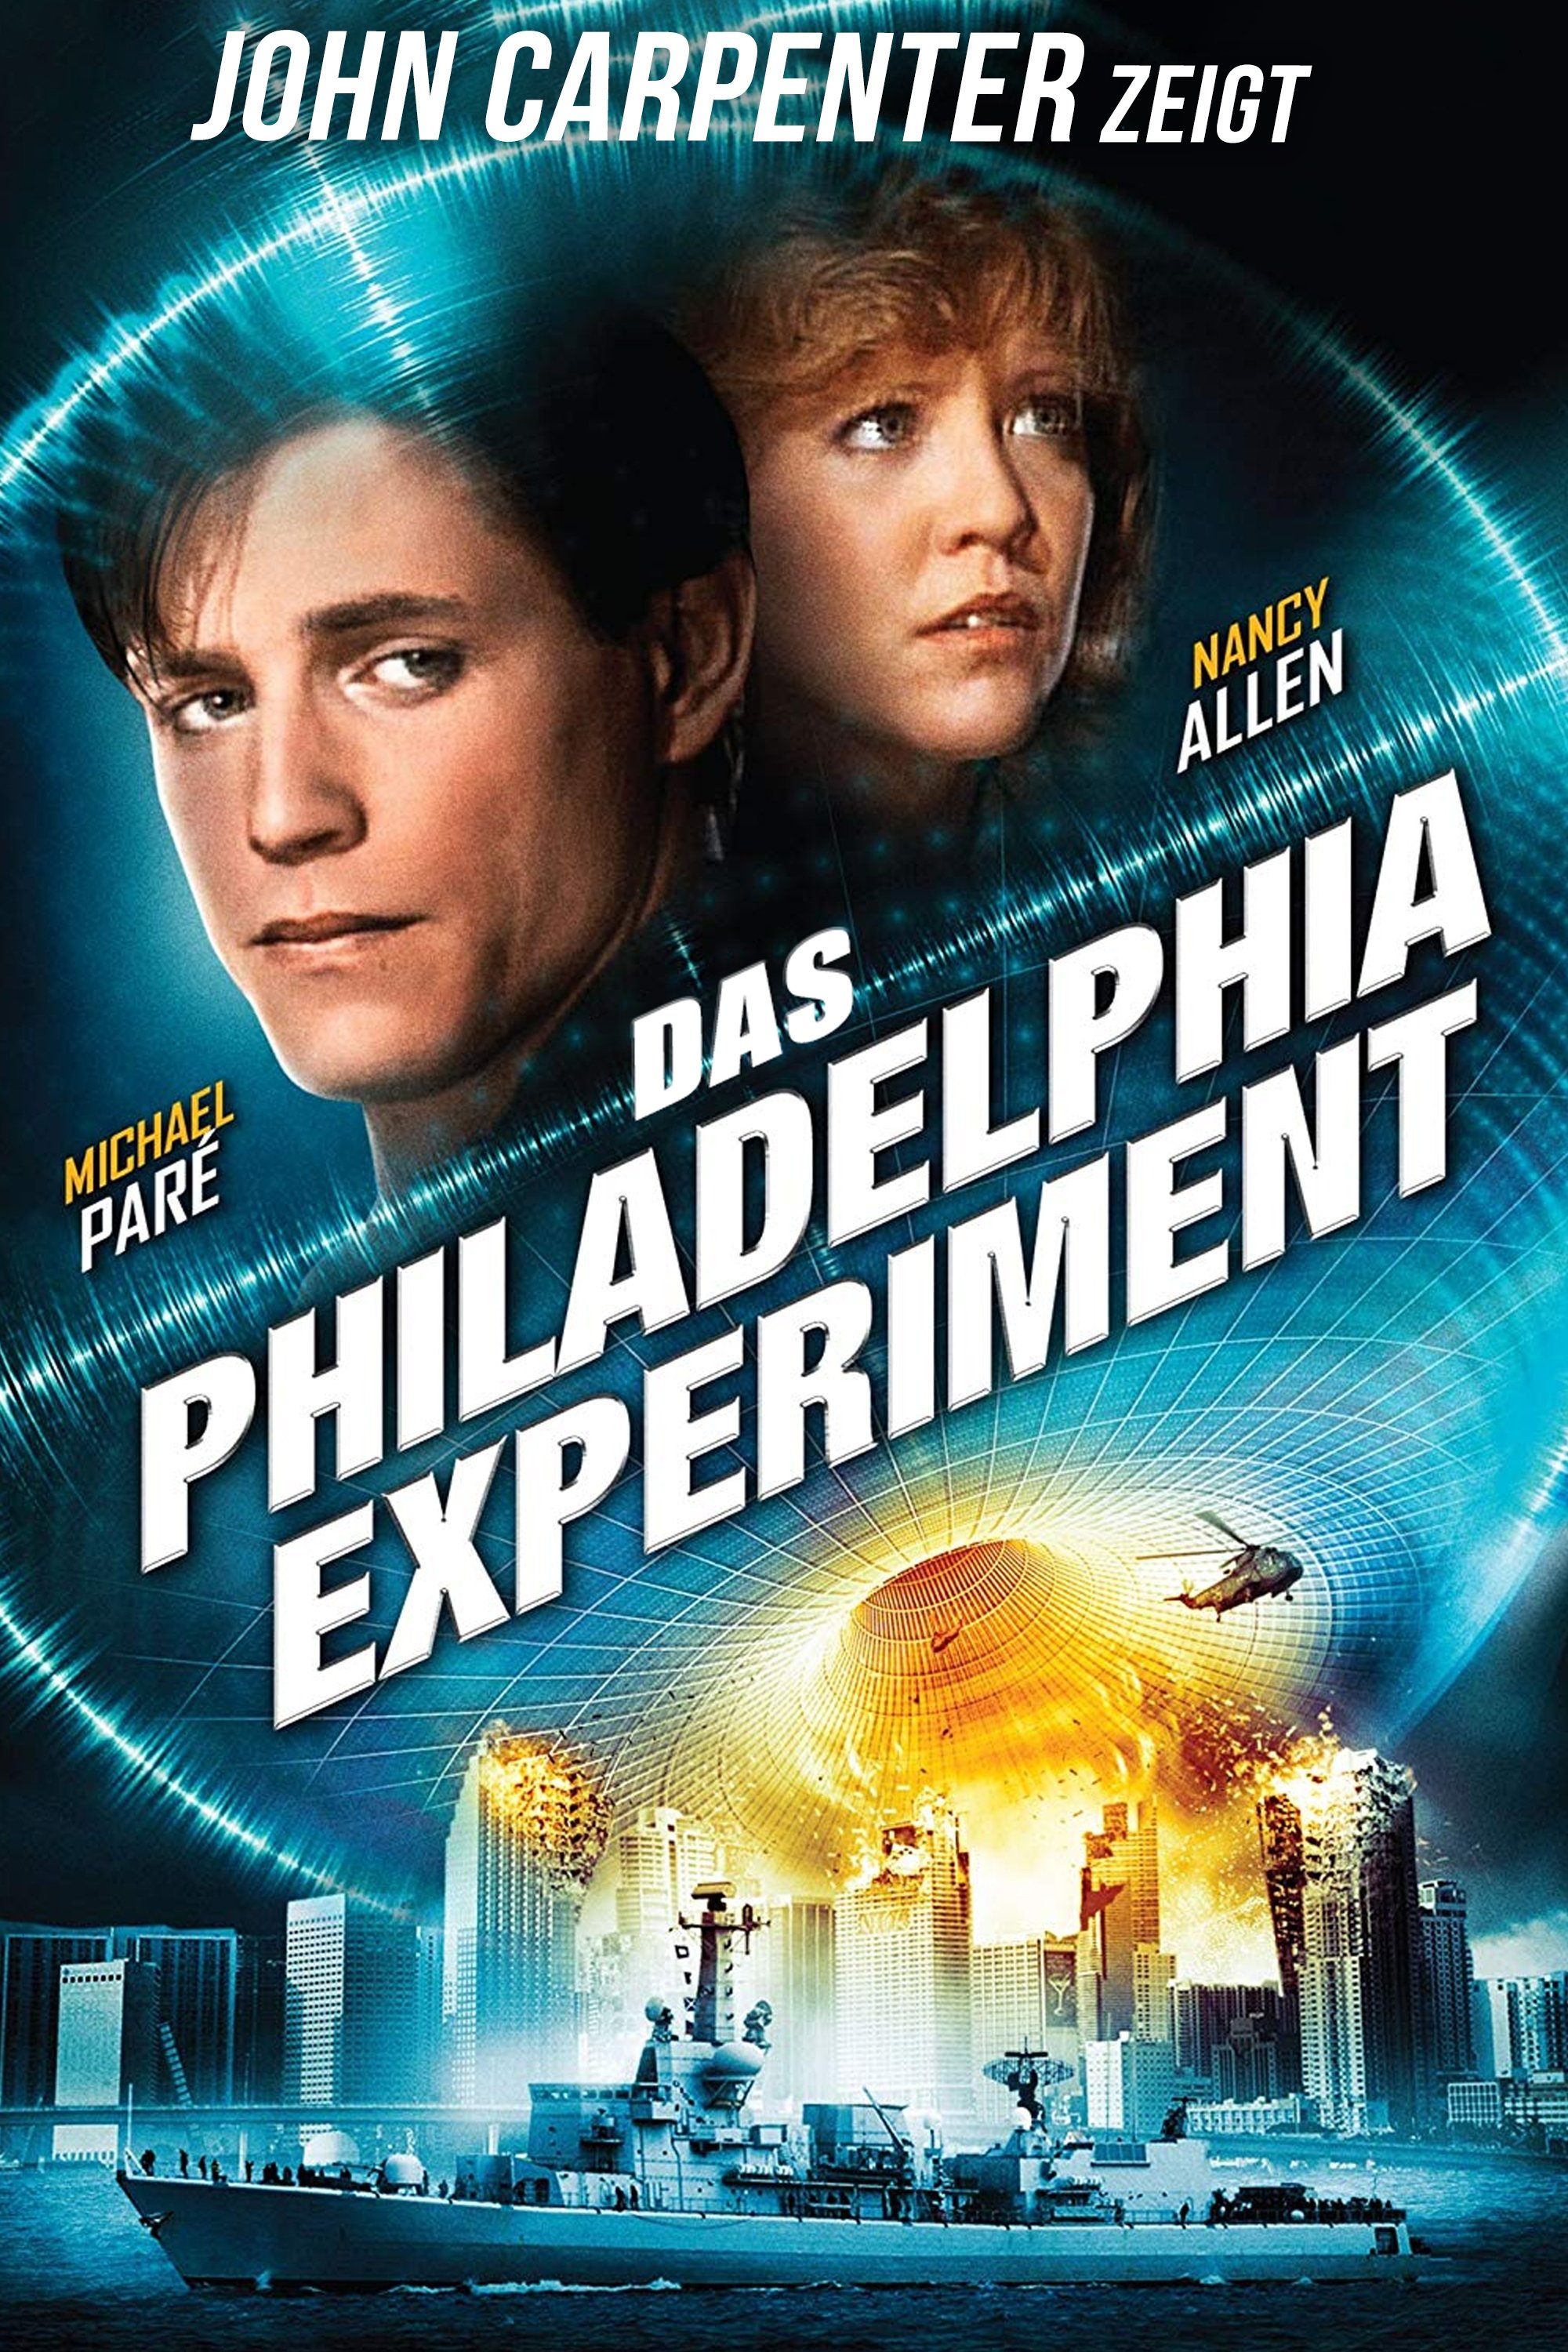 JOHN CARPENTER ZEIGT
NANCY
ALLEN
MICHAEL
PARÉ
DAS
PHILADELPHIA
EXPERIMENT